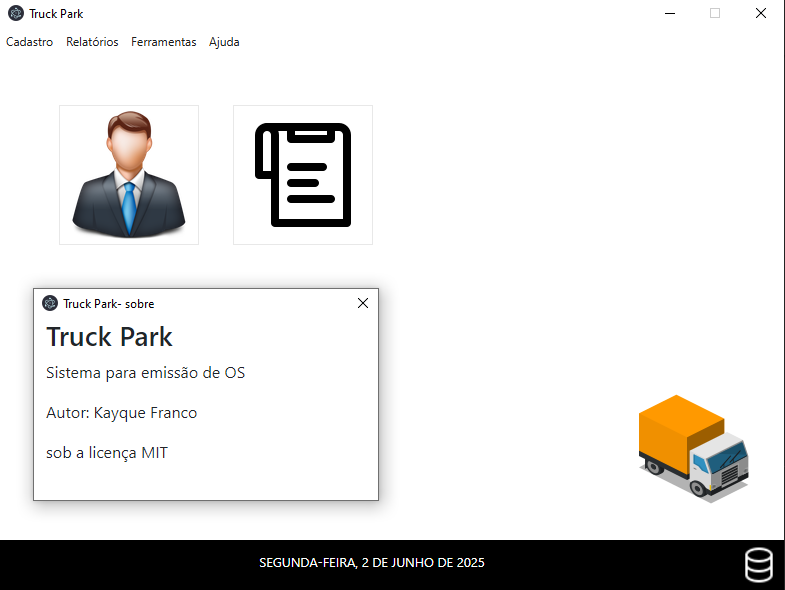 Truck Park
Cadastro Relatórios Ferramentas Ajuda
Truck Park- sobre
Truck Park
Sistema para emissão de OS
Autor: Kayque Franco
sob a licença MIT
SEGUNDA-FEIRA, 2 DE JUNHO DE 2025